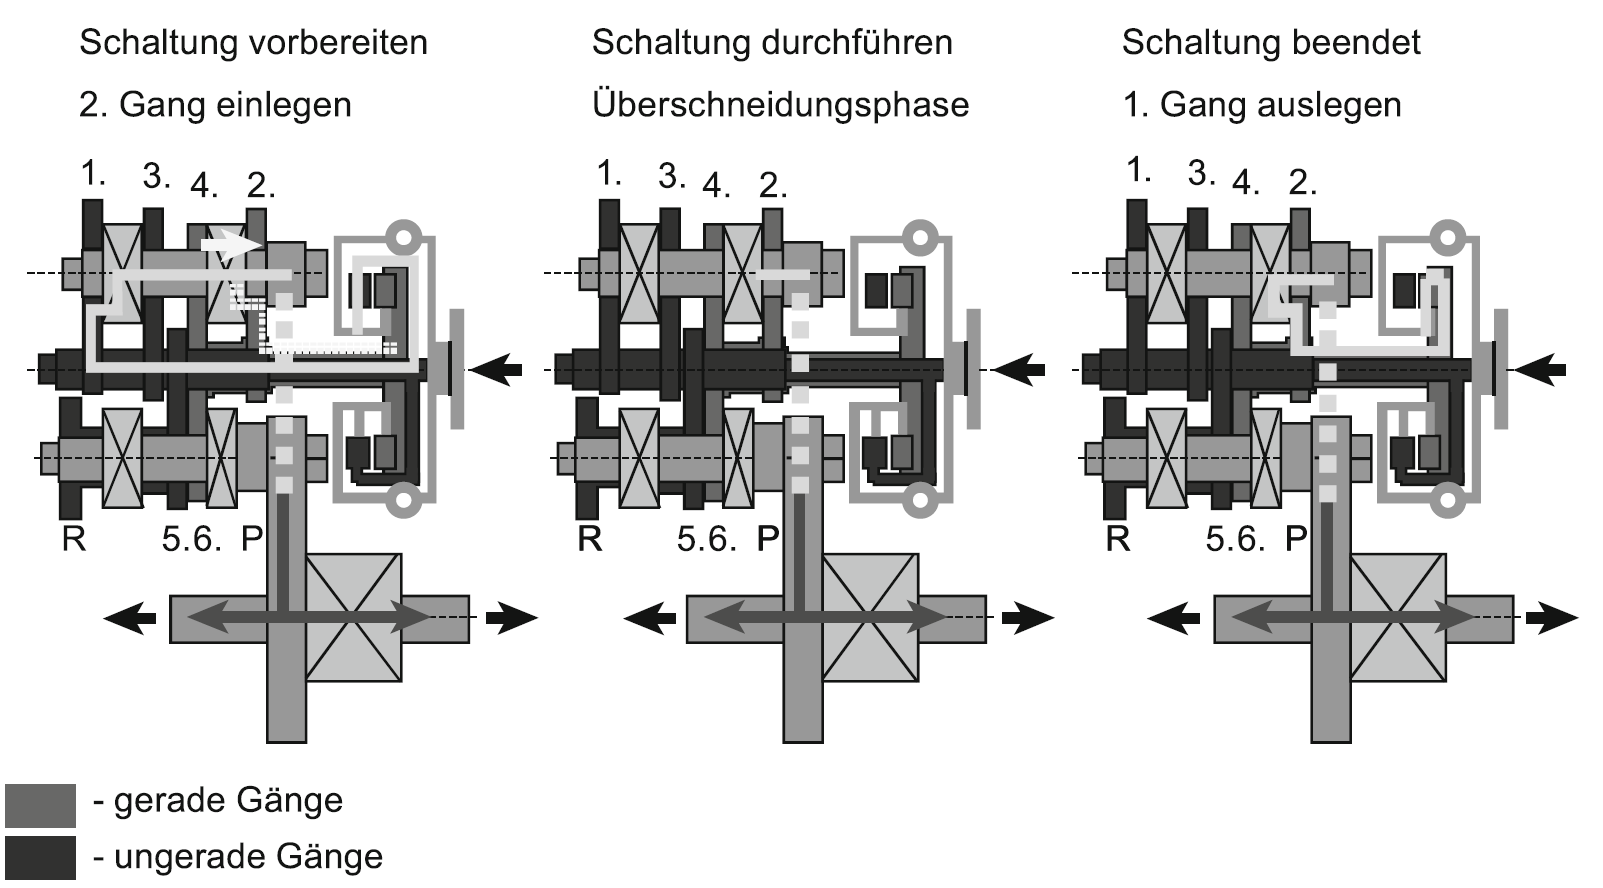 Schaltung vorbereiten
2. Gang einlegen
1. 3. 4. 2.
R 5.6. P
Schaltung durchführen
Überschneidungsphase
1. 3. 4. 2.
R 5.6. P
Schaltung beendet
1. Gang auslegen
1. 3. 4. 2.
R 5.6. P
- gerade Gänge
- ungerade Gänge